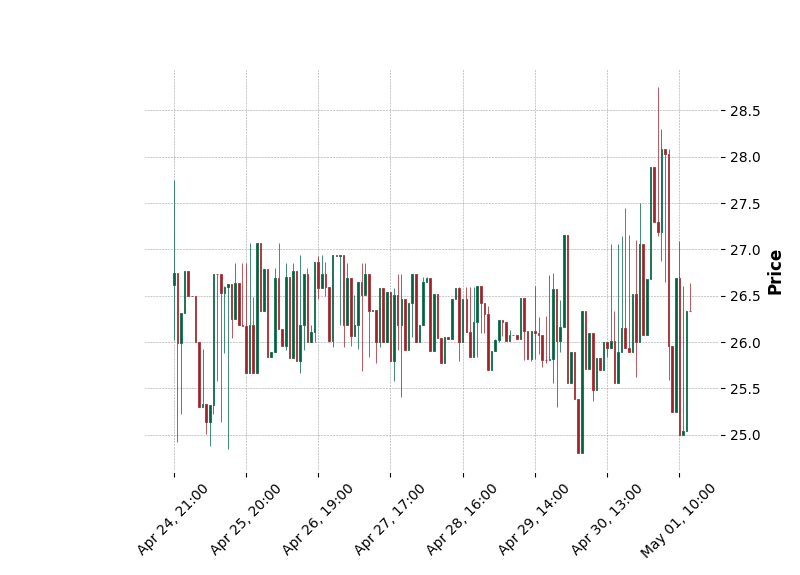 28.5
28.0
27.5
27.0
26.5
26.0
25.5
25.0
Price
Apr 24, 21:00
Apr 25, 20:00
Apr 26, 19:00
Apr 27, 17:00
Apr 28, 16:00
Apr 29, 14:00
Apr 30, 13:00
May 01, 10:00